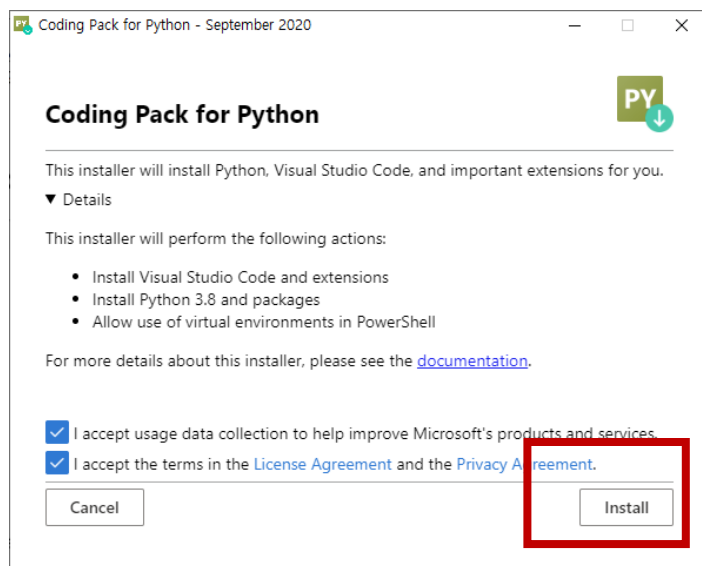 Coding Pack for Python - September 2020
Coding Pack for Python
PY
This installer will install Python, Visual Studio Code, and important extensions for you.
▼ Details
This installer will perform the following actions:
• Install Visual Studio Code and extensions
• Install Python 3.8 and packages
• Allow use of virtual environments in PowerShell
For more details about this installer, please see the documentation.
I accept usage data collection to help improve Microsoft's products and services.
I accept the terms in the License Agreement and the Privacy Agreement.
Cancel
Install